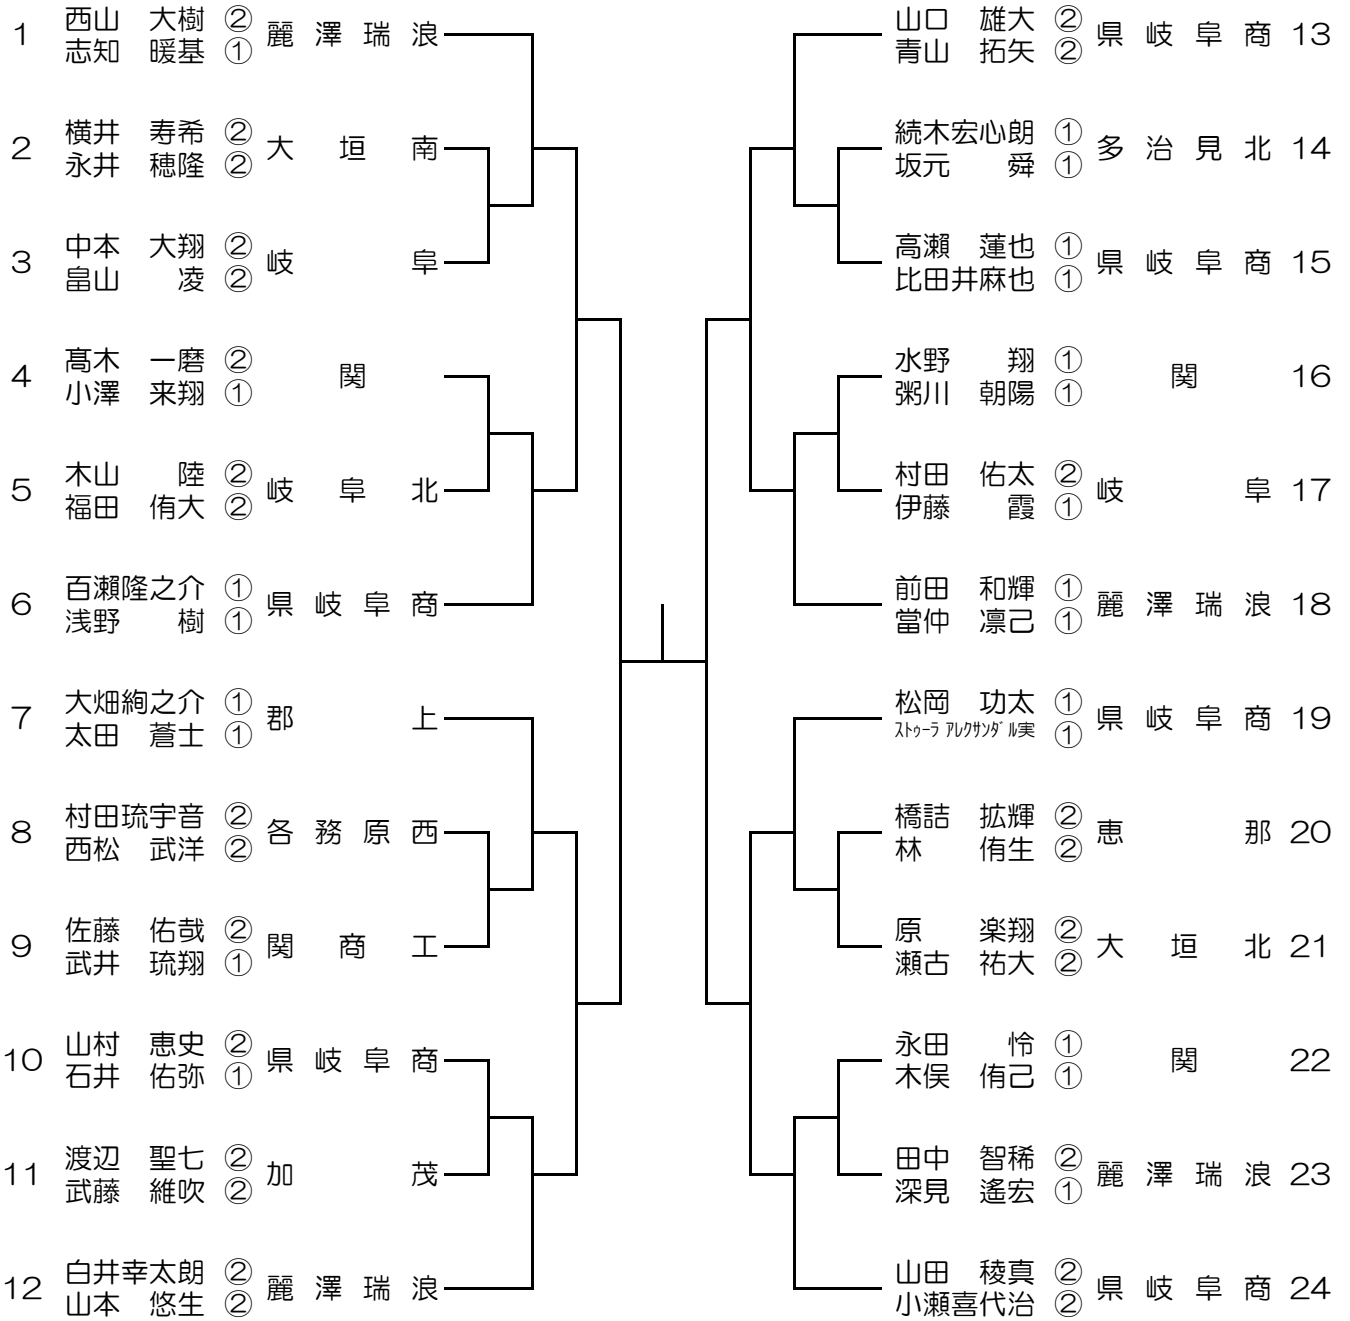 1 西山 大樹 ② 麗澤瑞浪
志知 暖基 ①
2 横井 寿希 ② 大垣南
永井 穂隆 ②
3 中本 大翔 ② 岐阜
畠山 凌 ②
4 髙木 一磨 ② 関
小澤 来翔 ①
5 木山 陸 ② 岐阜北
福田 侑大 ②
6 百瀬隆之介 ① 県岐阜商
浅野 樹 ①
7 大畑絢之介 ① 郡上
太田 蒼士 ①
8 村田琉宇音 ② 各務原西
西松 武洋 ②
9 佐藤 佑哉 ② 関商工
武井 琉翔 ①
10 山村 恵史 ② 県岐阜商
石井 佑弥 ①
11 渡辺 聖七 ② 加茂
武藤 維吹 ②
12 白井幸太朗 ② 麗澤瑞浪
山本 悠生 ②
山口 雄大 ② 県岐阜商 13
青山 拓矢 ②
続木宏心朗 ① 多治見北 14
坂元 舜 ①
高瀬 蓮也 ① 県岐阜商 15
比田井麻也 ①
水野 翔 ① 関 16
粥川 朝陽 ①
村田 佑太 ② 岐阜 17
伊藤 霞 ①
前田 和輝 ① 麗澤瑞浪 18
當仲 凛己 ①
松岡 功太 ① 県岐阜商 19
ストゥーラ アレクサンダル実 ①
橋詰 拡輝 ② 恵那 20
林 侑生 ②
原 楽翔 ② 大垣北 21
瀬古 祐大 ②
永田 怜 ① 関 22
木俣 侑己 ①
田中 智稀 ② 麗澤瑞浪 23
深見 遙宏 ①
山田 稜真 ② 県岐阜商 24
小瀬喜代治 ②